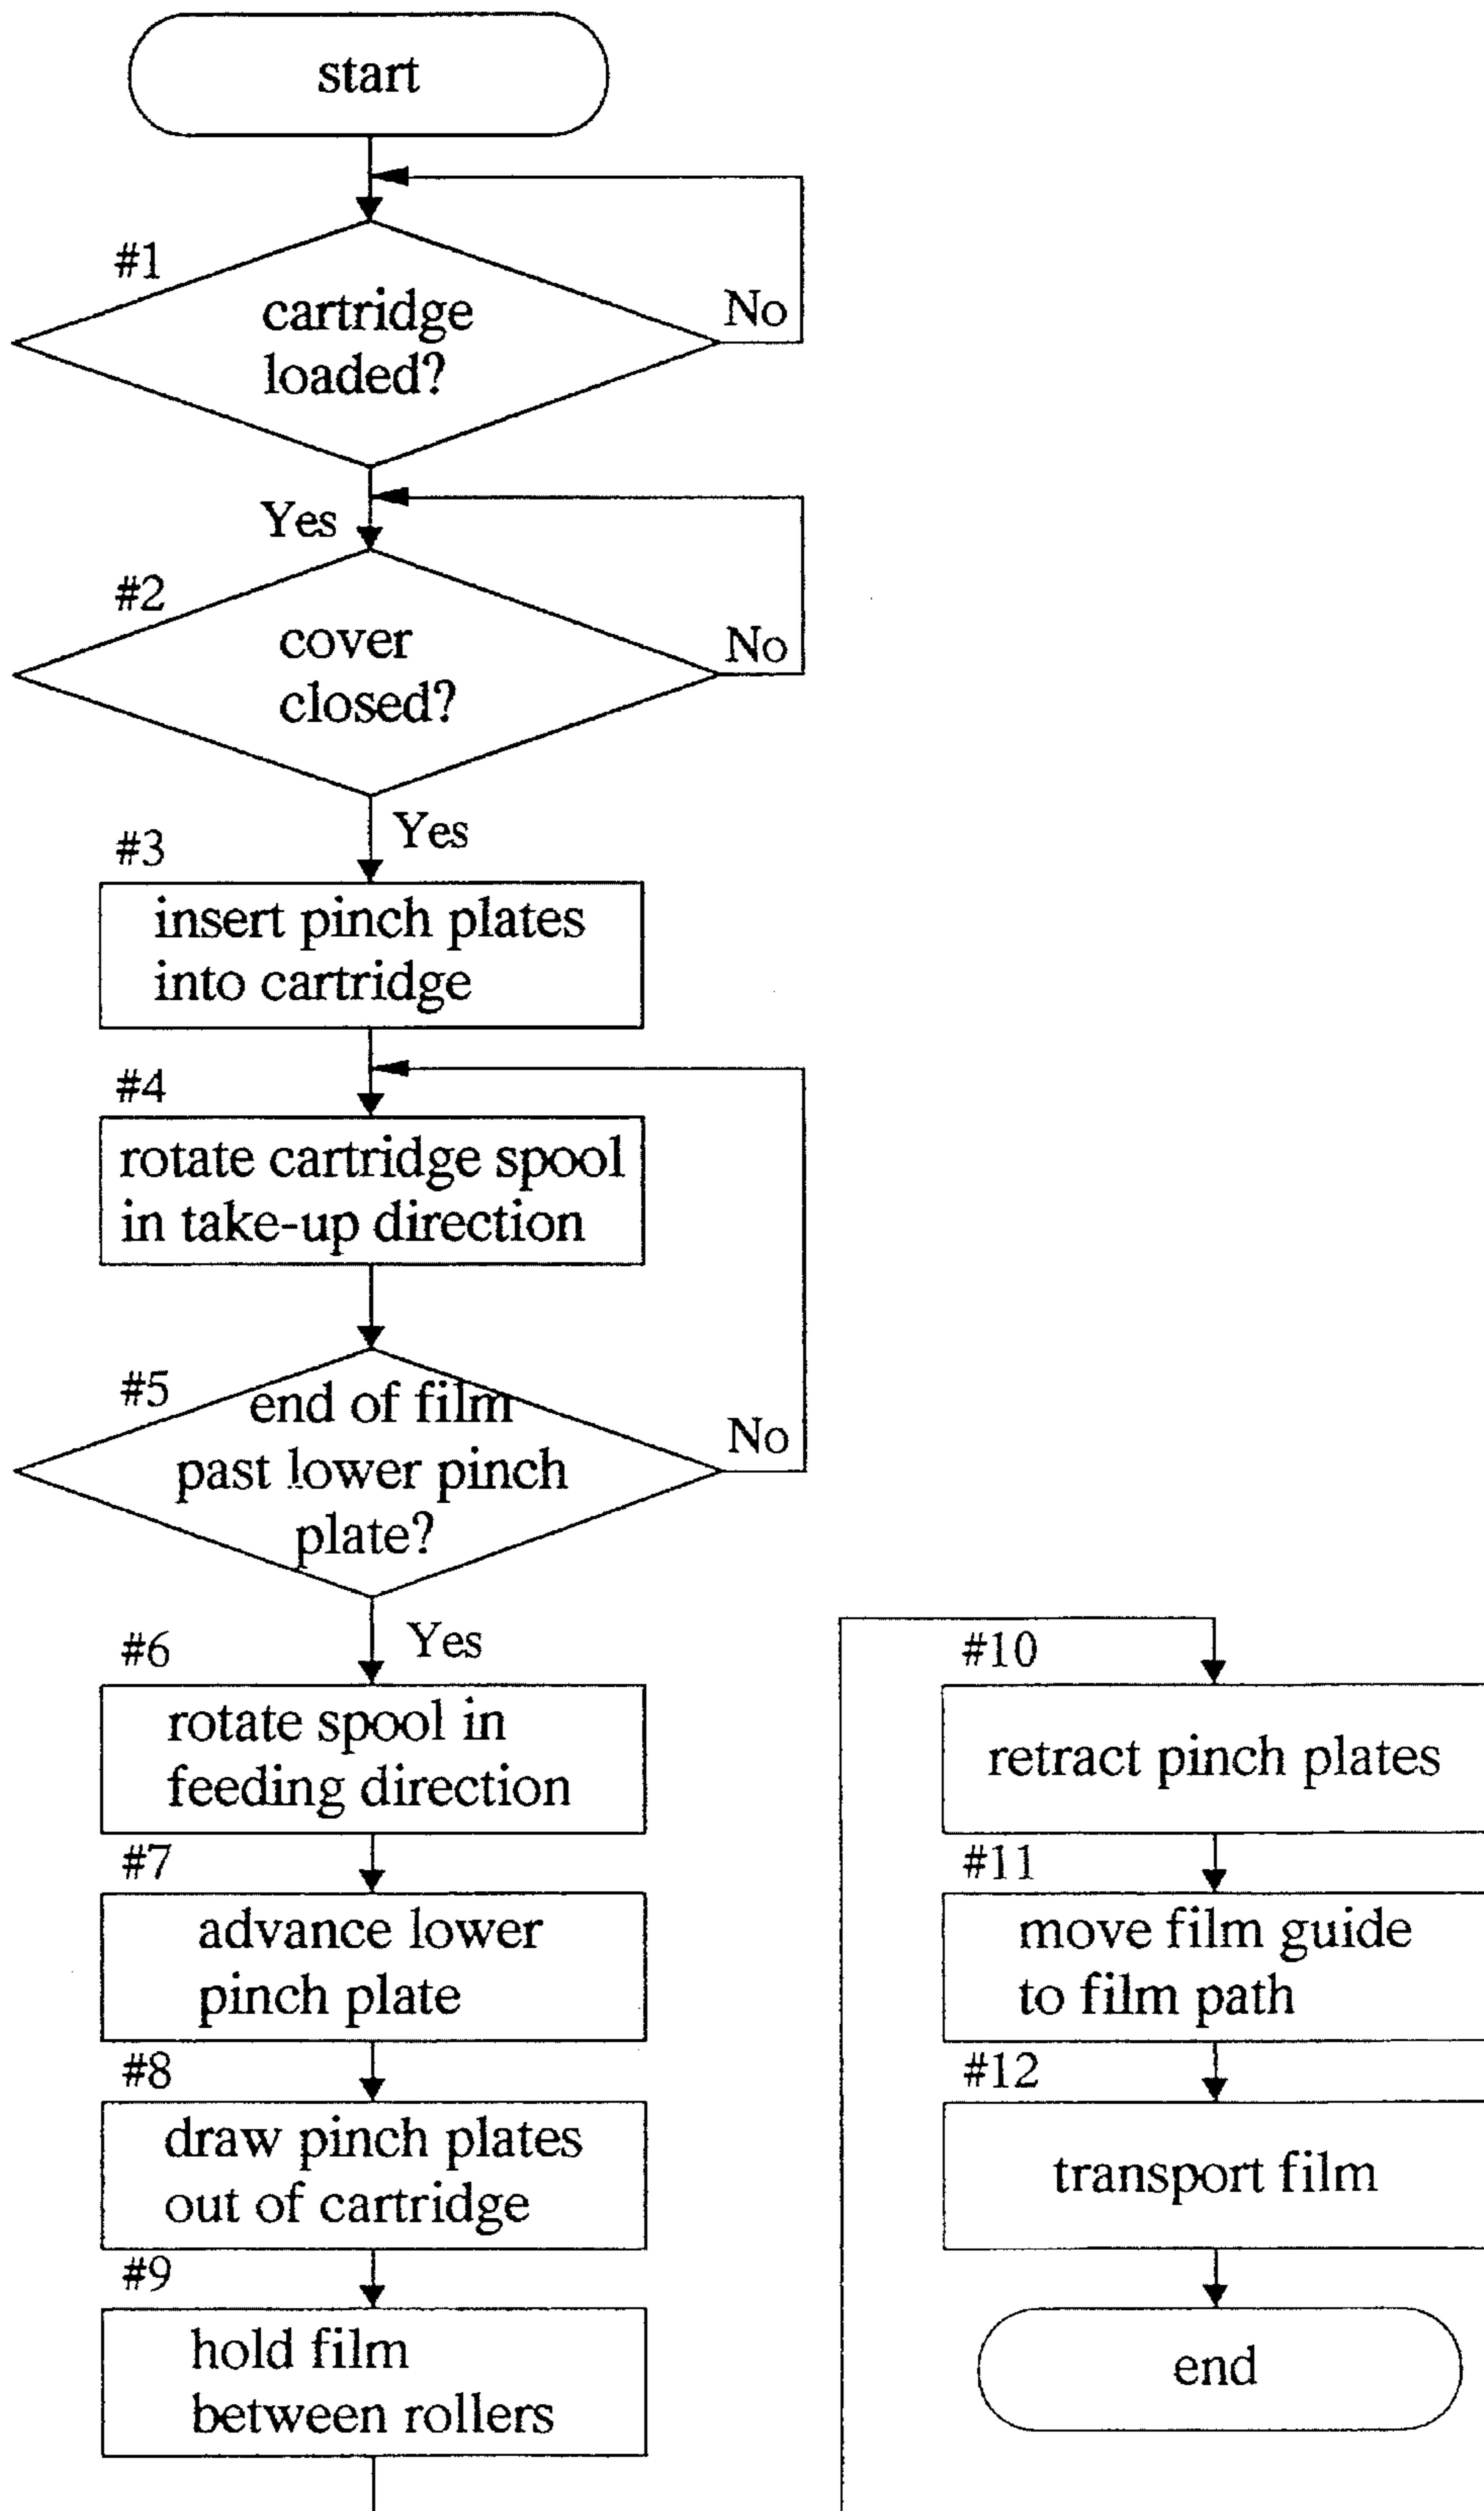 start
#1
cartridge
loaded?
No
Yes
#2
cover
closed?
No
Yes
#3
insert pinch plates
into cartridge
#4
rotate cartridge spool
in take-up direction
#5
end of film
past lower pinch
plate?
No
Yes
#6
rotate spool in
feeding direction
#7
advance lower
pinch plate
#8
draw pinch plates
out of cartridge
#9
hold film
between rollers
#10
retract pinch plates
#11
move film guide
to film path
#12
transport film
end